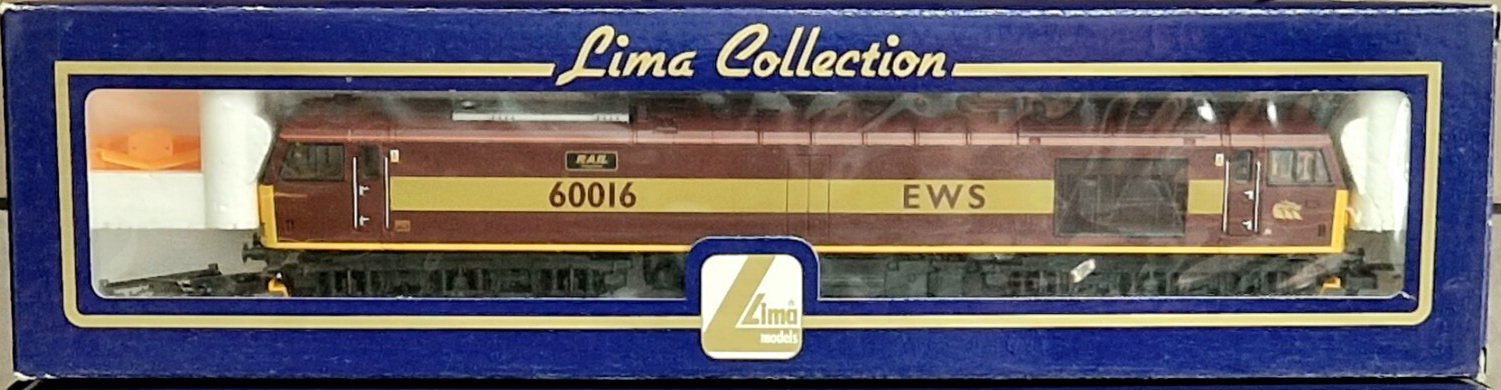 Lima Collection
RAIL
60016
EWS
Lima®
models